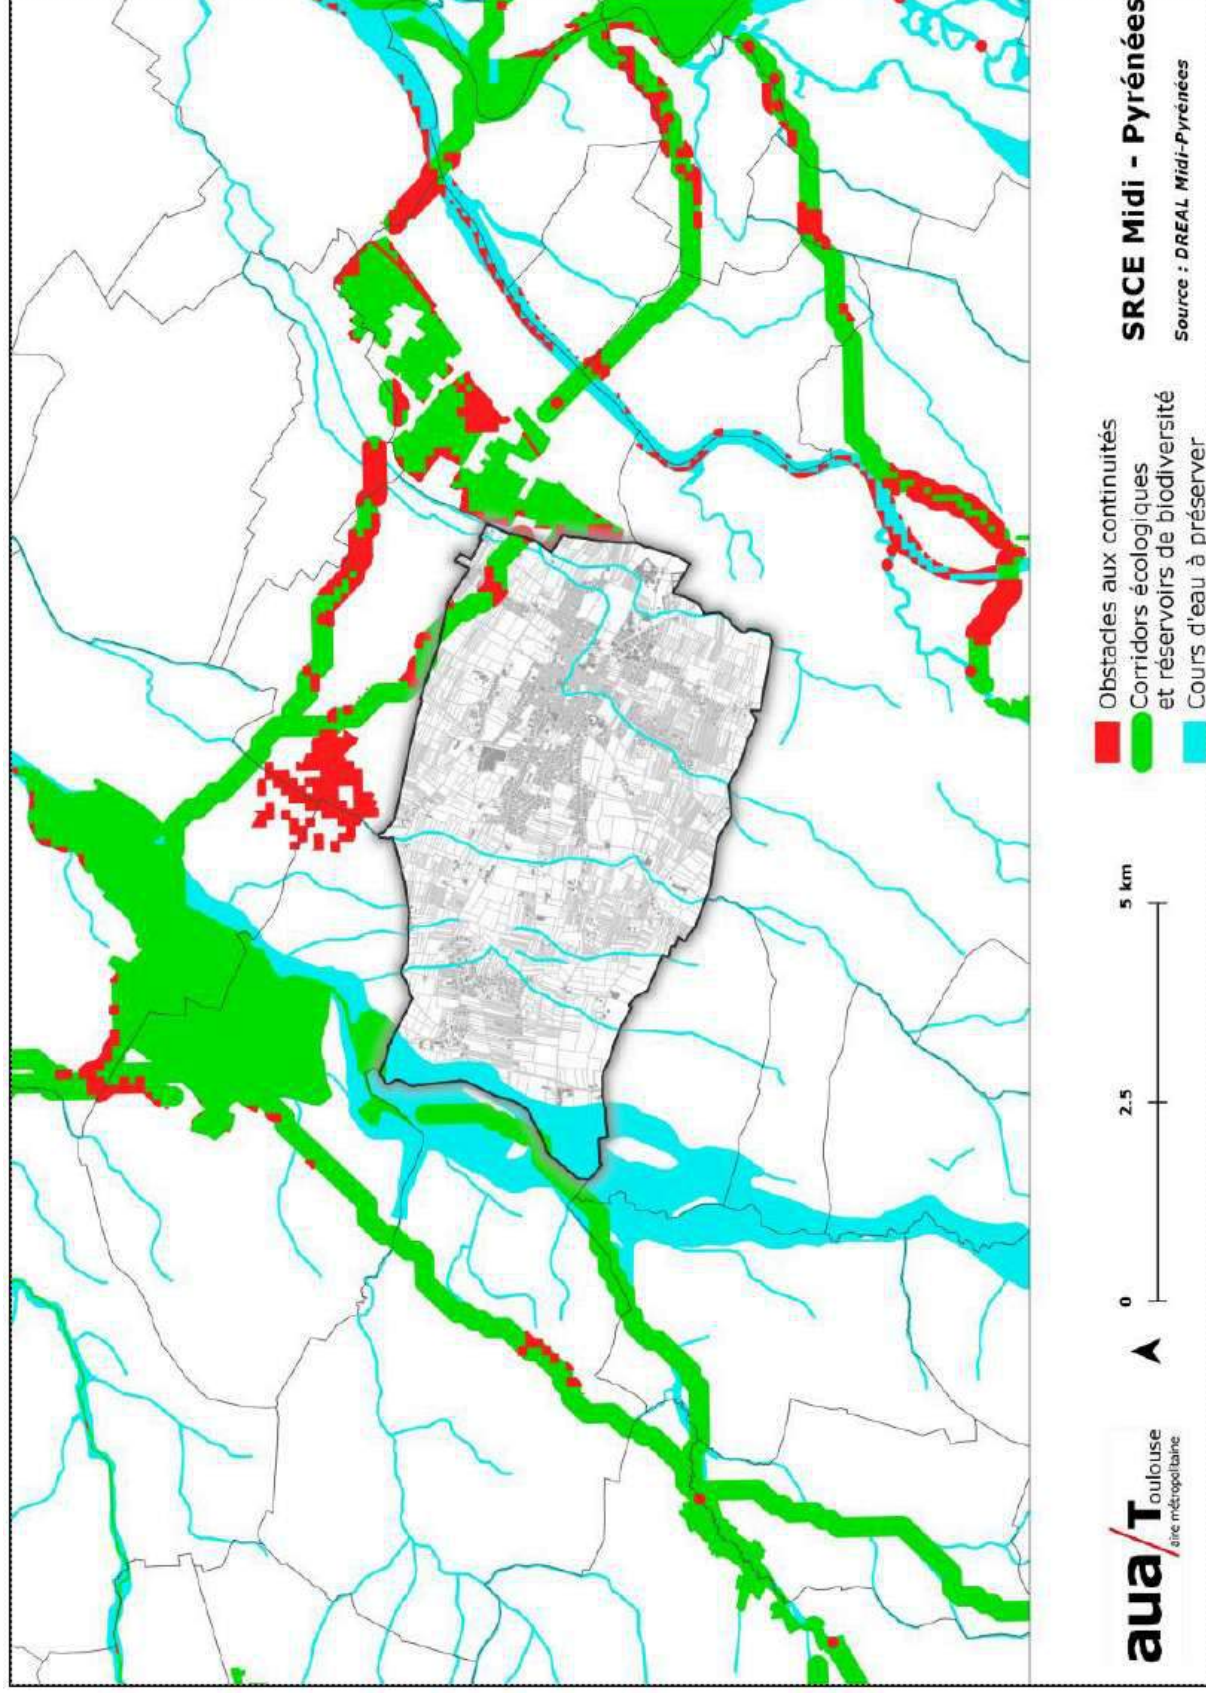 SRCE Midi - Pyrénées
Source : DREAL Midi-Pyrénées
Obstacles aux continuités
Corridors écologiques
et réservoirs de biodiversité
Cours d'eau à préserver
0 2.5 5 km
aua/Toulouse
aire métropolitaine